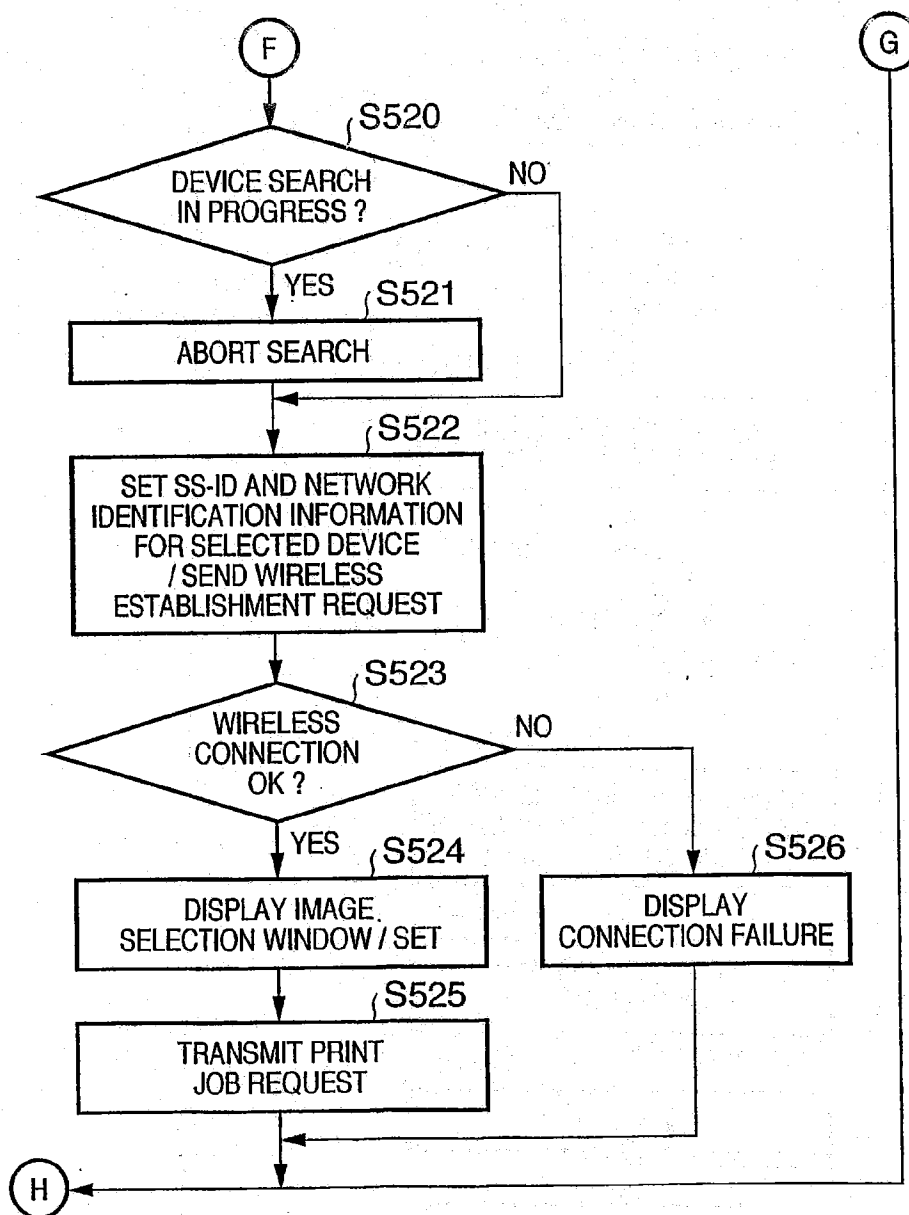 F
G
S520
DEVICE SEARCH
IN PROGRESS ?
NO
YES
S521
ABORT SEARCH
S522
SET SS-ID AND NETWORK
IDENTIFICATION INFORMATION
FOR SELECTED DEVICE
/ SEND WIRELESS
ESTABLISHMENT REQUEST
S523
WIRELESS
CONNECTION
OK ?
NO
YES
S524
DISPLAY IMAGE
SELECTION WINDOW / SET
S526
DISPLAY
CONNECTION FAILURE
S525
TRANSMIT PRINT
JOB REQUEST
H